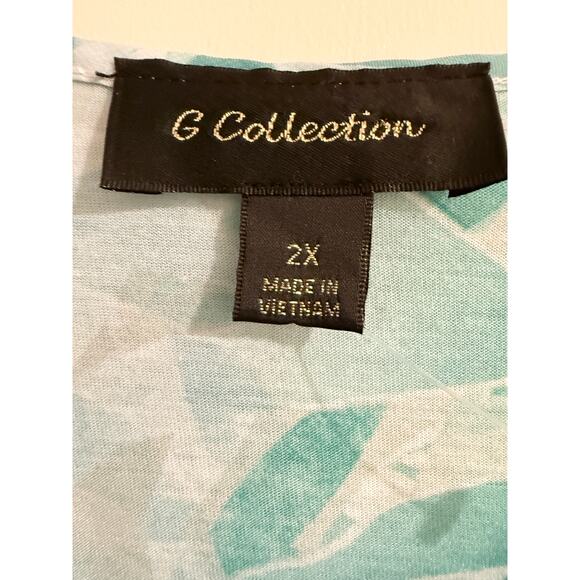 G Collection
2X
MADE IN
VIETNAM